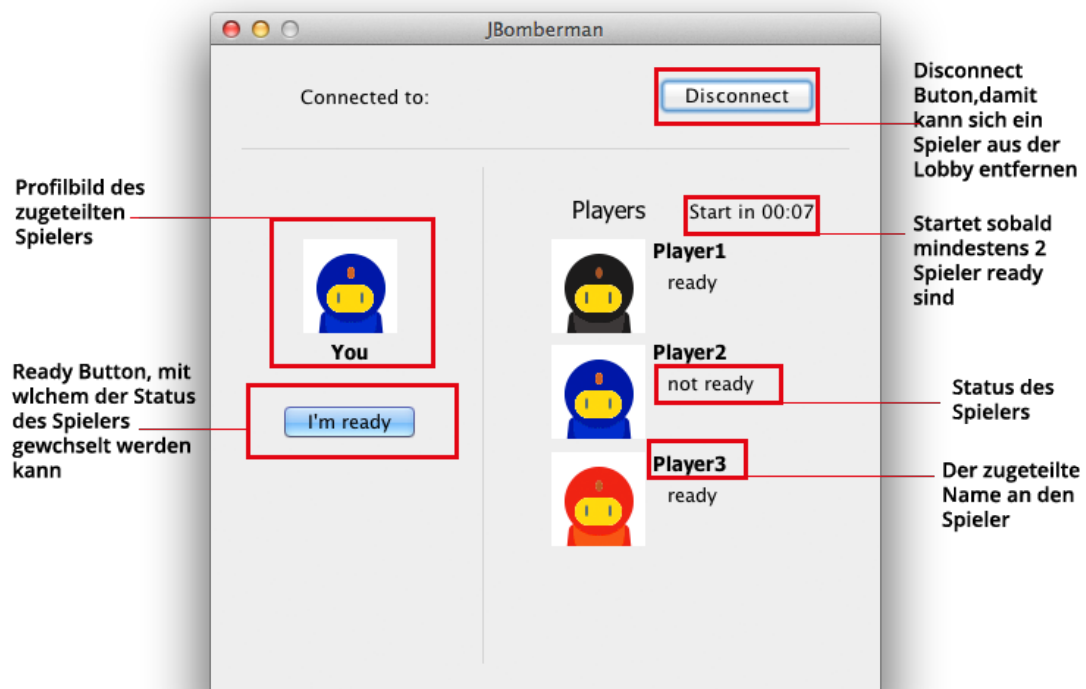 JBomberman
Connected to:
Disconnect
Disconnect
Buton,damit
kann sich ein
Spieler aus der
Lobby entfernen
Profilbild des
zugeteilten
Spielers
You
Ready Button, mit
wlchem der Status
des Spielers
gewchselt werden
kann
I'm ready
Players
Start in 00:07
Startet sobald
mindestens 2
Spieler ready
sind
Player1
ready
Player2
not ready
Status des
Spielers
Player3
ready
Der zugeteilte
Name an den
Spieler